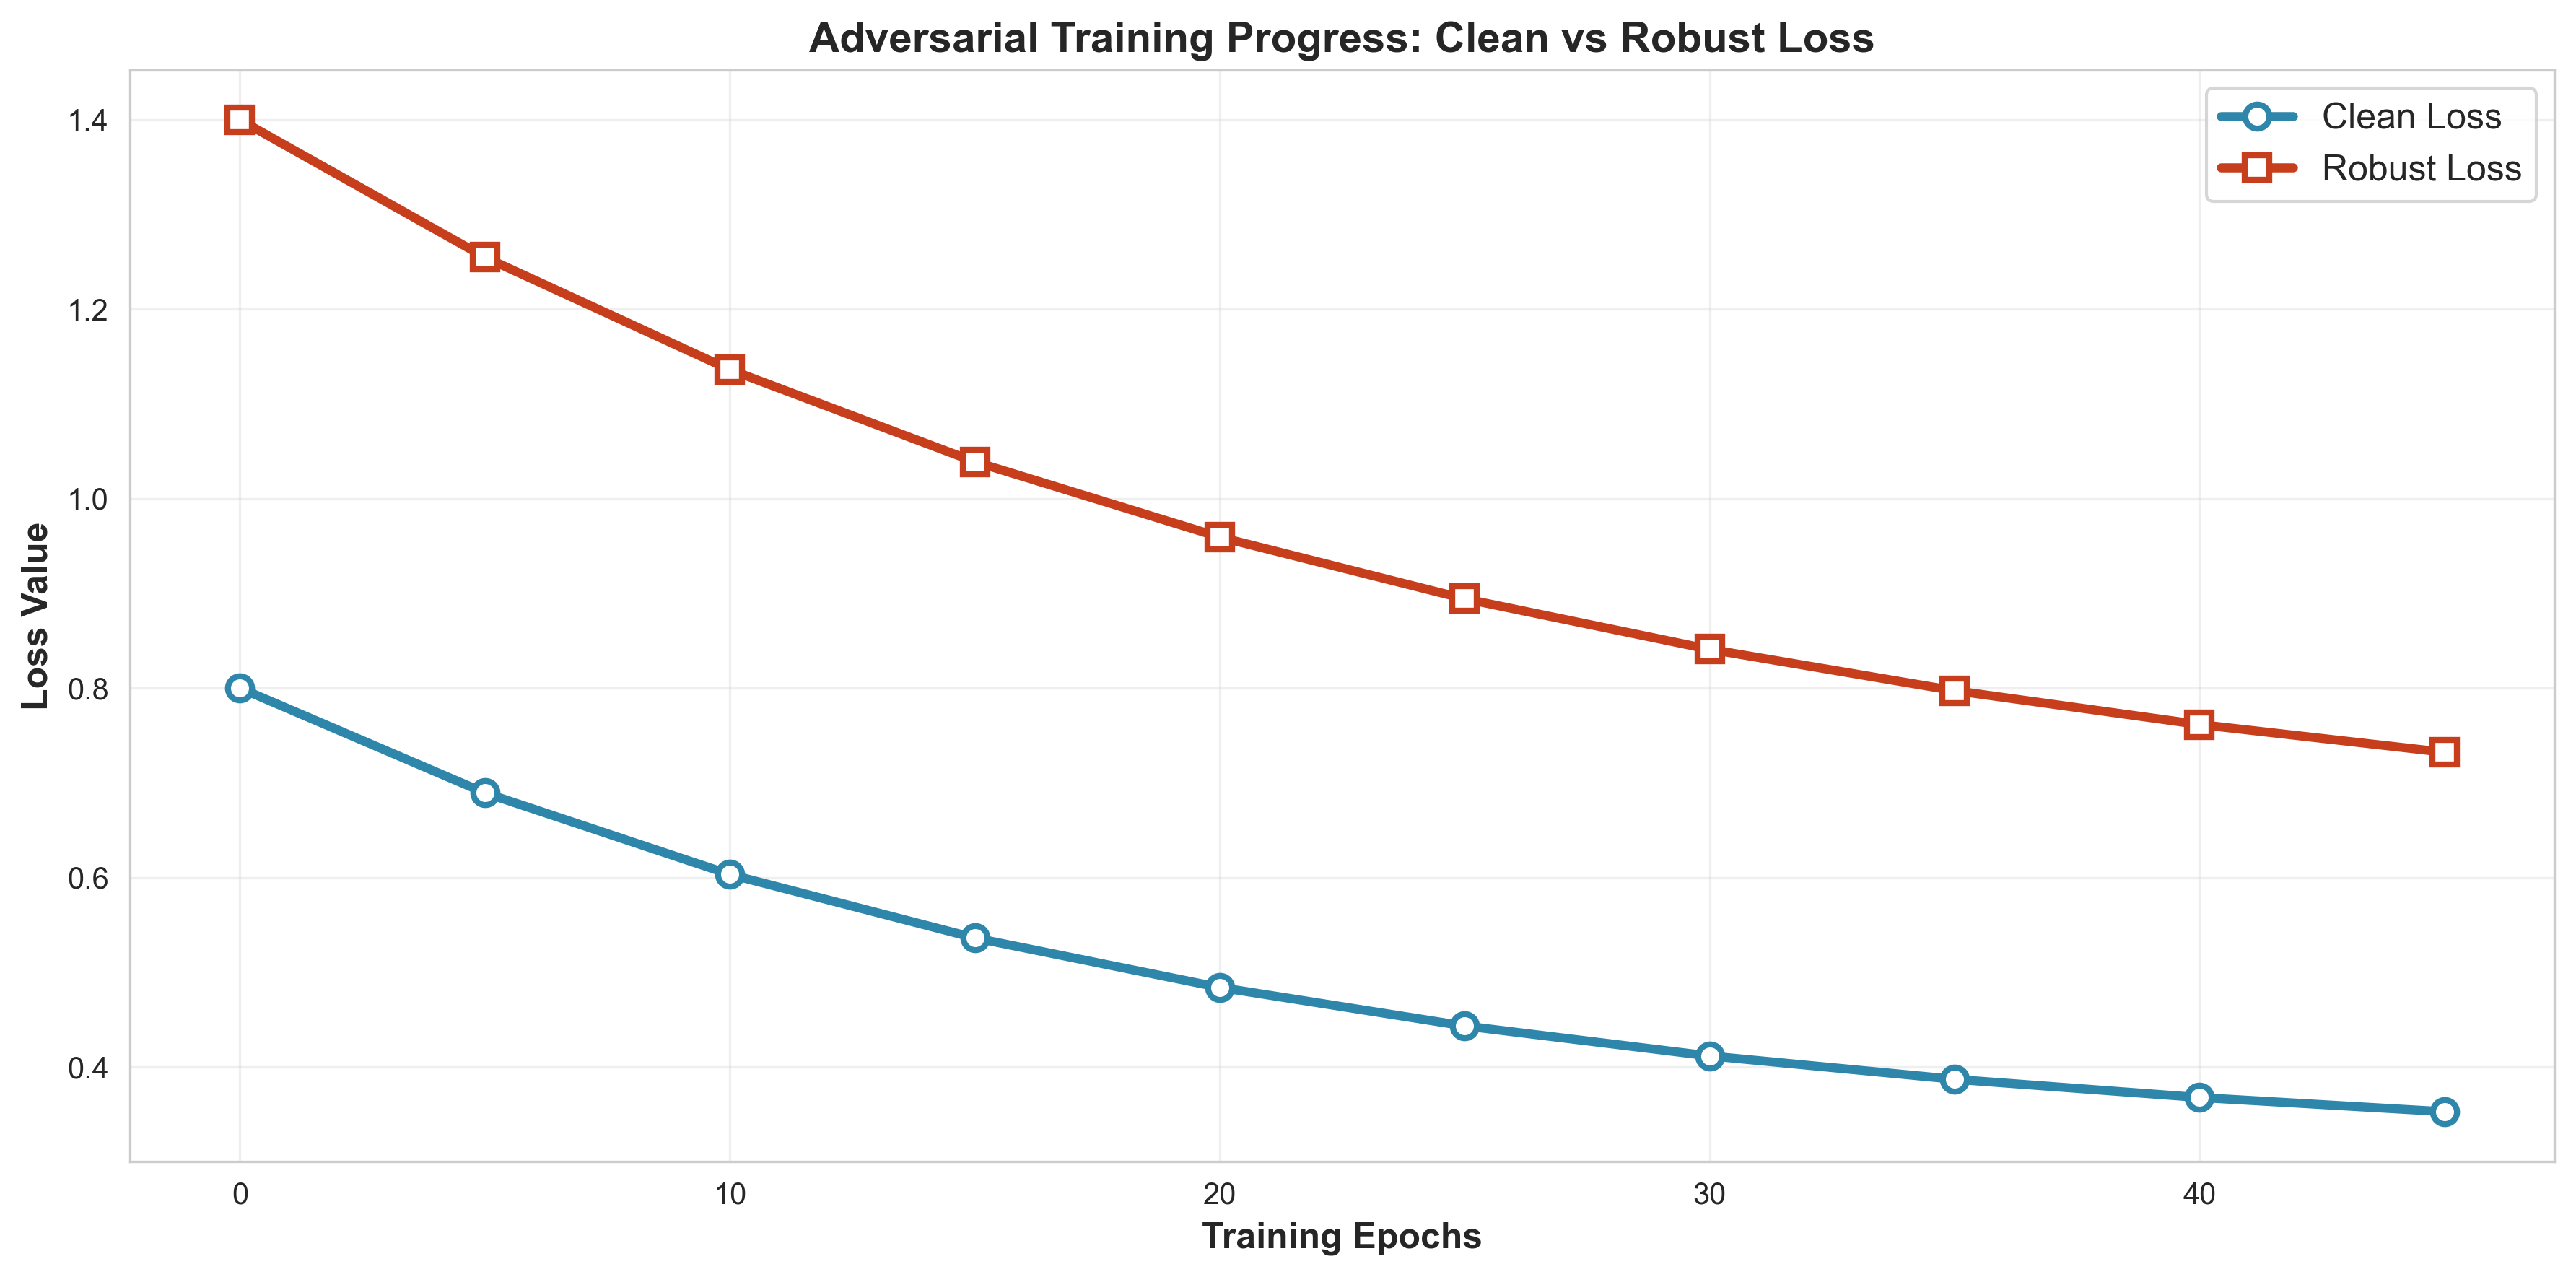 Adversarial Training Progress: Clean vs Robust Loss
Clean Loss
Robust Loss
Loss Value
1.4
1.2
1.0
0.8
0.6
0.4
0 10 20 30 40
Training Epochs